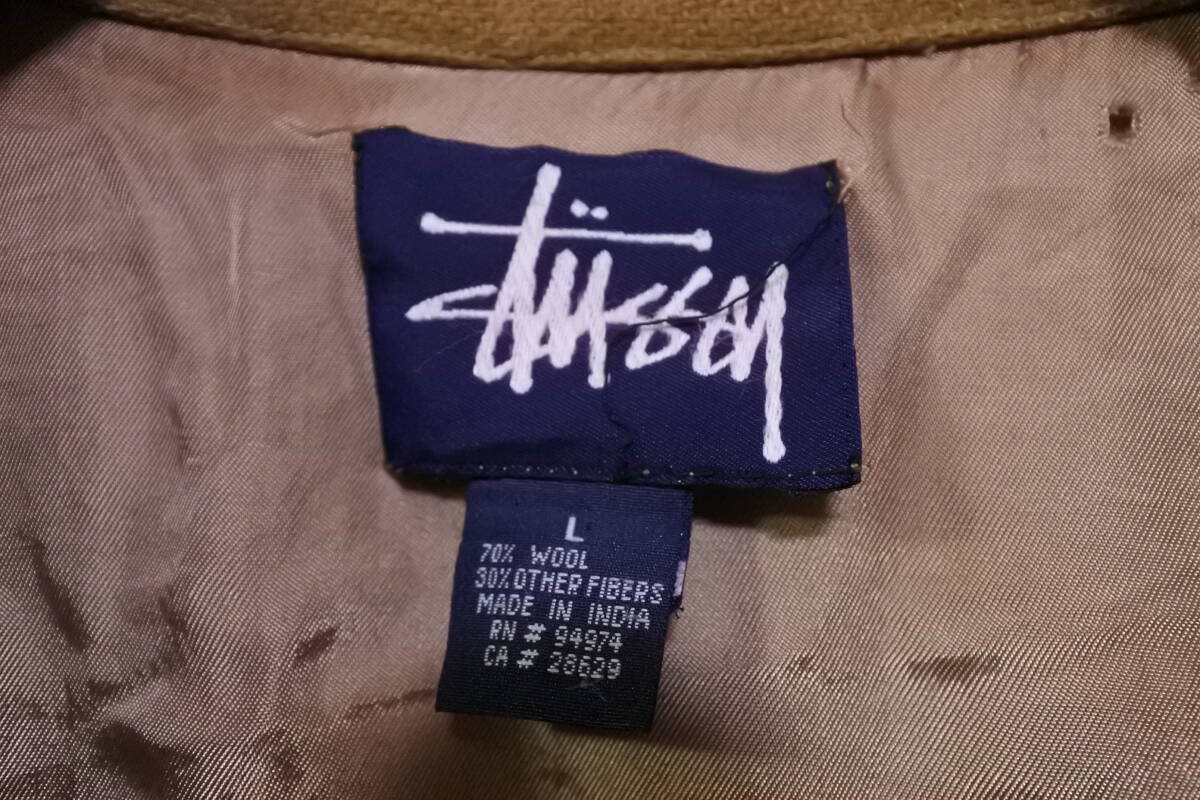 Stüssy
L
70% WOOL
30% OTHER FIBERS
MADE IN INDIA
RN # 94974
CA # 28629